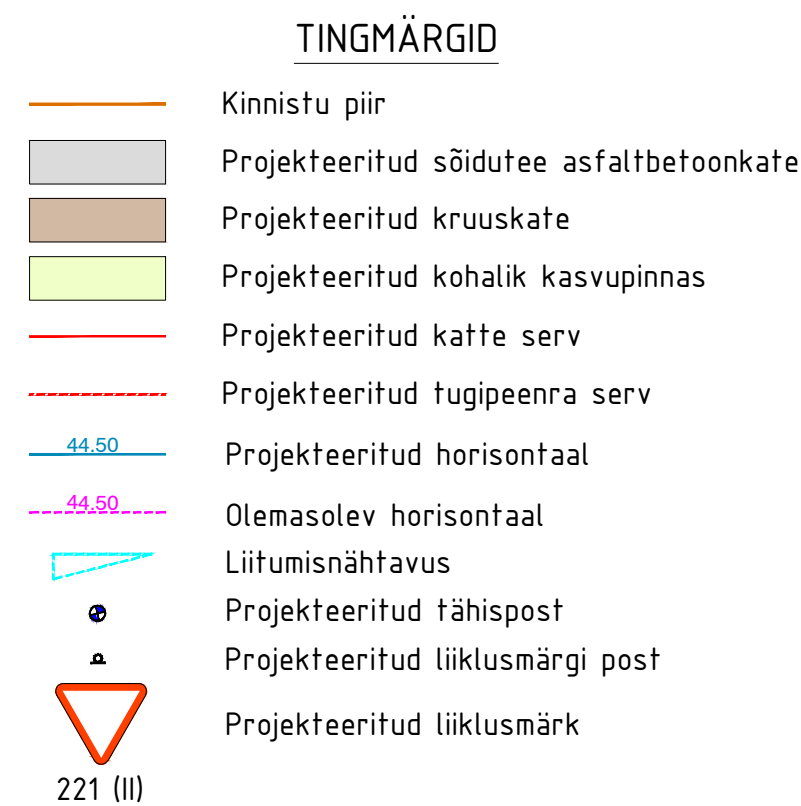 TINGMÄRGID
Kinnistu piir
Projekteeritud sõidutee asfaltbetoonkate
Projekteeritud kruuskate
Projekteeritud kohalik kasvupinnas
Projekteeritud katte serv
Projekteeritud tugipeenra serv
44.50 Projekteeritud horisontaal
44.50 Olemasolev horisontaal
Liitumisnähtavus
Projekteeritud tähispost
Projekteeritud liiklusmärgi post
Projekteeritud liiklusmärk
221 (II)